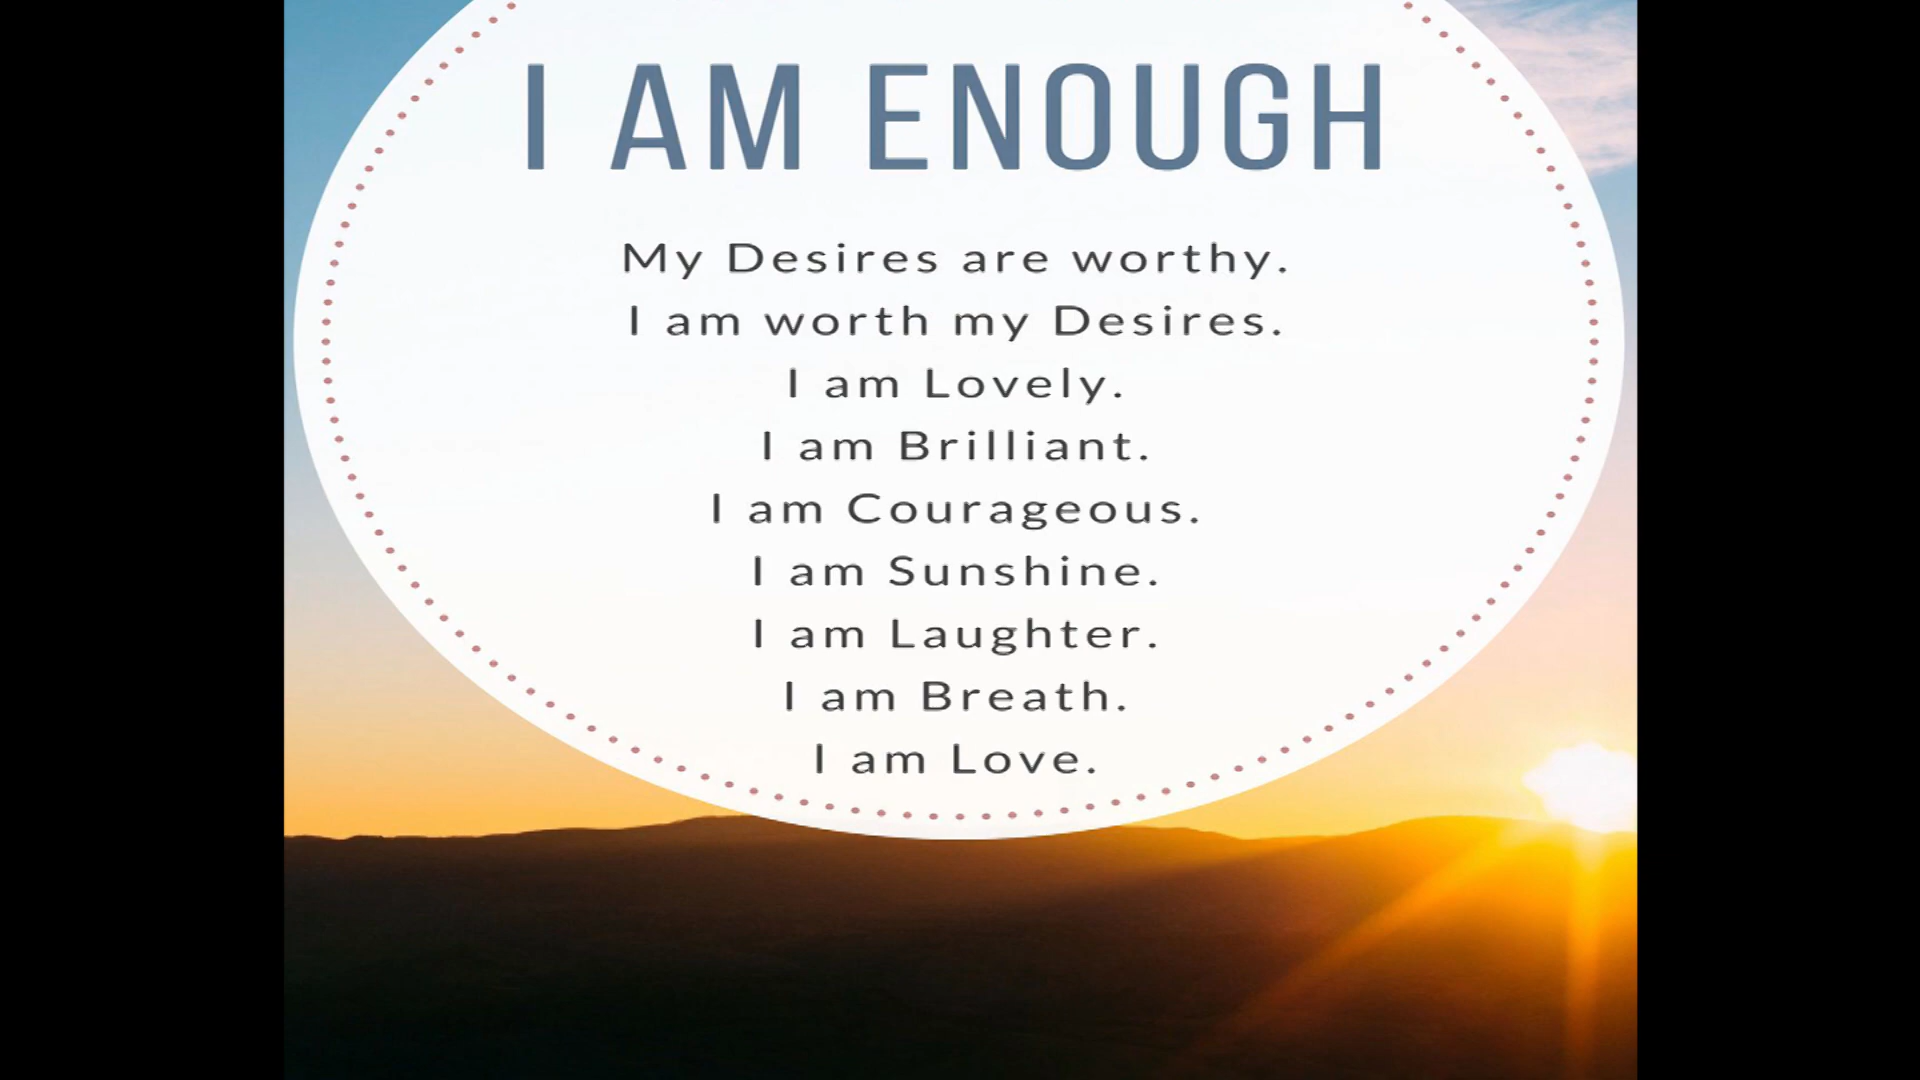 I AM ENOUGH
My Desires are worthy.
I am worth my Desires.
I am Lovely.
I am Brilliant.
I am Courageous.
I am Sunshine.
I am Laughter.
I am Breath.
I am Love.